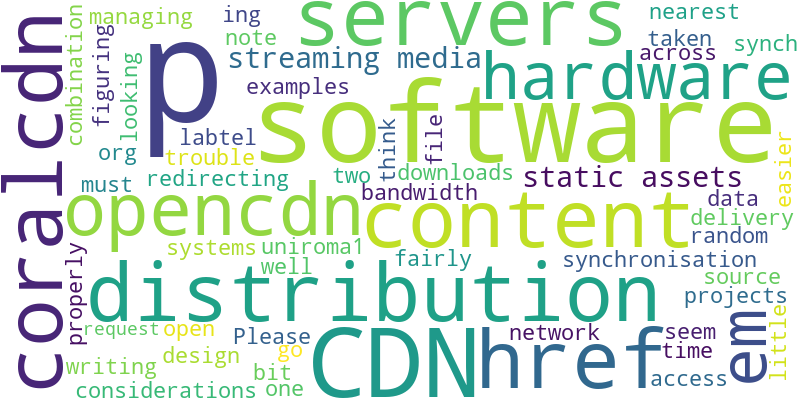 managing
ing
note
servers
nearest
taken
across
synch
coralcdn
combination
figuring
looking
p
streaming media
examples
hardware
software
labtel
org
trouble
think
file
must
redirecting
two
downloads
bandwidth
static assets
easier
data
delivery
random
opencdn
content
systems
uniroma1
well
fairly
synchronisation
source
projects
properly
distribution
request
open
Please
go
CDN
href
network
em
seem
time
little
writing
design
bit
considerations
one
access